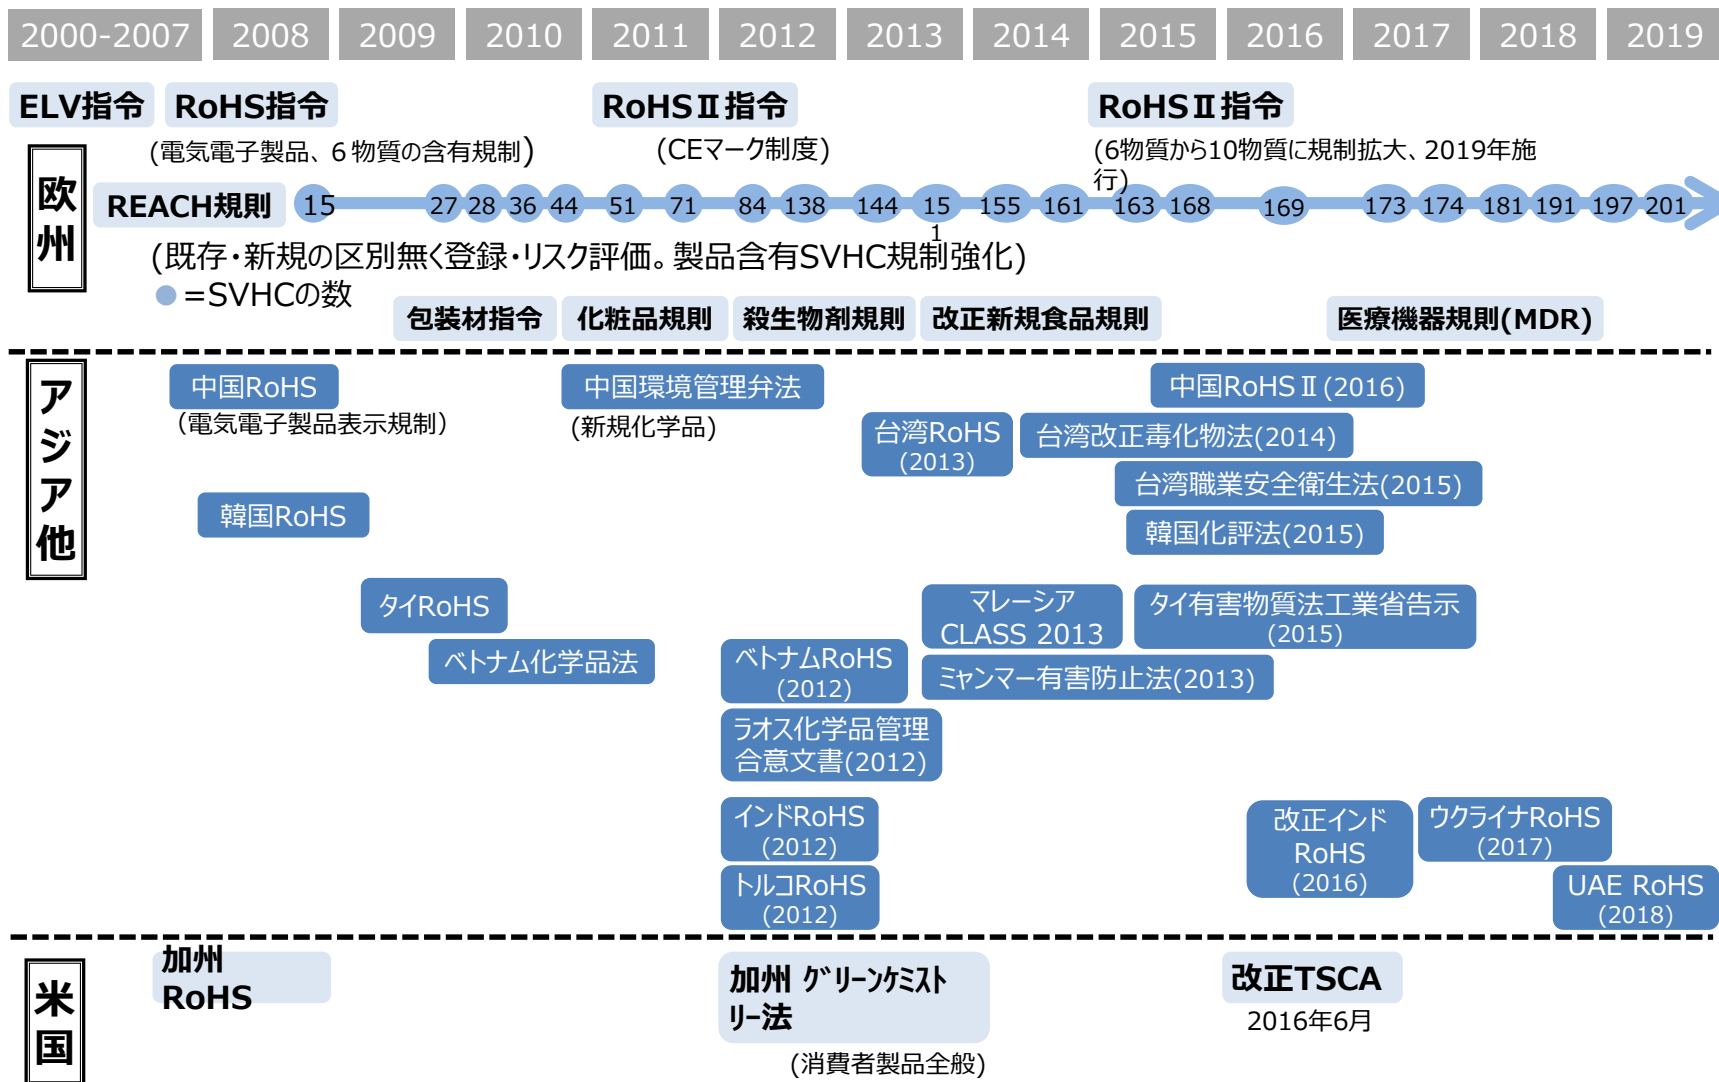 2000-2007 2008 2009 2010 2011 2012 2013 2014 2015 2016 2017 2018 2019
ELV指令 RoHS指令 RoHSⅡ指令 RoHSⅡ指令
(電気電子製品、6物質の含有規制) (CEマーク制度) (6物質から10物質に規制拡大、2019年施
行)
欧州
REACH規則 15 27 28 36 44 51 71 84 138 144 15 155 161 163 168 169 173 174 181 191 197 201
1
(既存・新規の区別無く登録・リスク評価。製品含有SVHC規制強化)
●=SVHCの数
包装材指令 化粧品規則 殺生物剤規則 改正新規食品規則 医療機器規則(MDR)
アジア他
中国RoHS 中国環境管理弁法 中国RoHSⅡ(2016)
(電気電子製品表示規制) (新規化学品)
台湾RoHS
(2013)
台湾改正毒化物法(2014)
台湾職業安全衛生法(2015)
韓国RoHS 韓国化評法(2015)
タイRoHS
マレーシア
CLASS 2013
タイ有害物質法工業省告示
(2015)
ベトナム化学品法
ベトナムRoHS
(2012)
ミャンマー有害防止法(2013)
ラオス化学品管理
合意文書(2012)
インドRoHS
(2012)
改正インド
RoHS
(2016)
ウクライナRoHS
(2017)
トルコRoHS
(2012)
UAE RoHS
(2018)
米国
加州
RoHS
加州 グリーンケミスト
リー法
(消費者製品全般)
改正TSCA
2016年6月